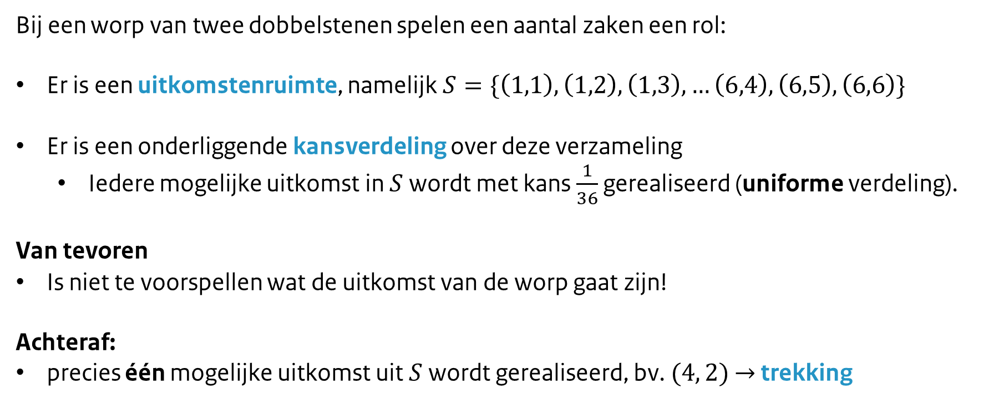 Bij een worp van twee dobbelstenen spelen een aantal zaken een rol:
• Er is een uitkomstenruimte, namelijk 𝑆 = {(1,1), (1,2), (1,3), … (6,4), (6,5), (6,6)}
• Er is een onderliggende kansverdeling over deze verzameling
• Iedere mogelijke uitkomst in 𝑆 wordt met kans 1/36 gerealiseerd (uniforme verdeling).
Van tevoren
• Is niet te voorspellen wat de uitkomst van de worp gaat zijn!
Achteraf:
• precies één mogelijke uitkomst uit 𝑆 wordt gerealiseerd, bv. (4, 2) → trekking